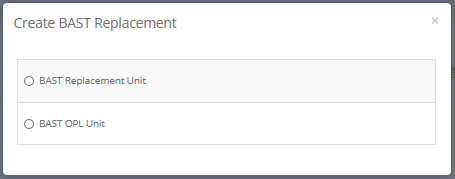 Create BAST Replacement ×
BAST Replacement Unit
BAST OPL Unit